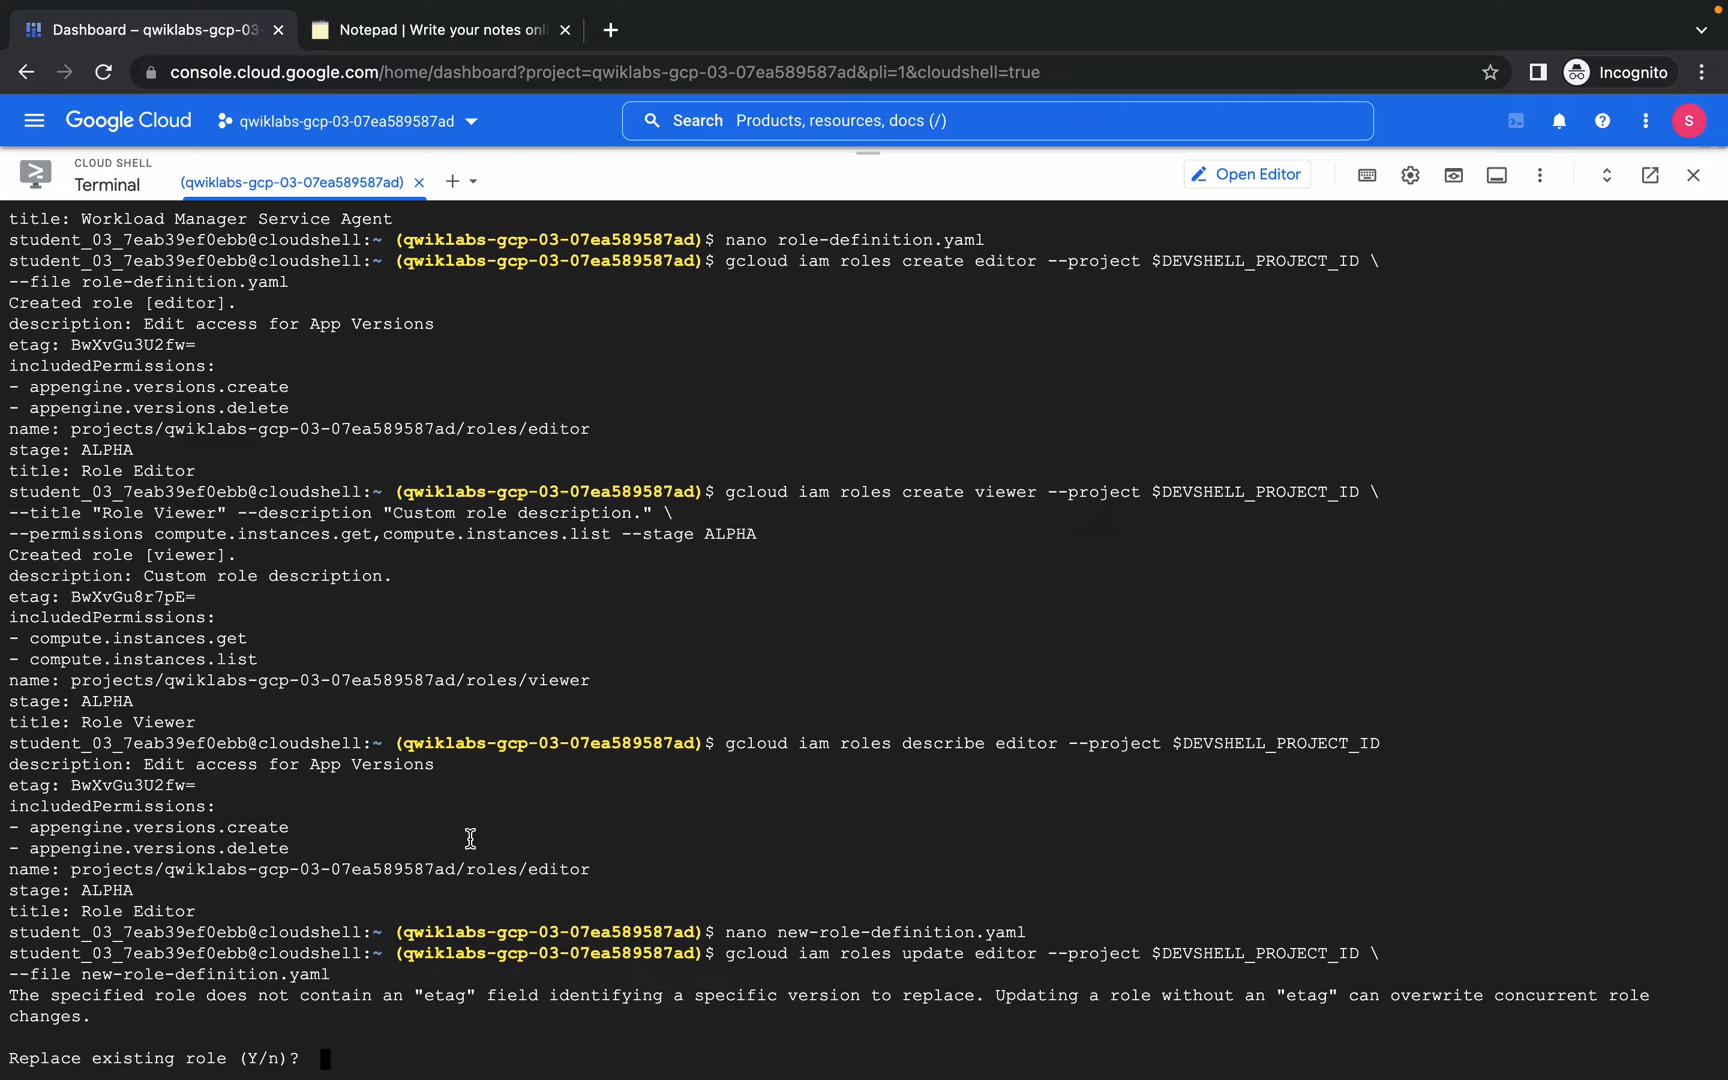 Dashboard – qwiklabs-gcp-03-
Notepad | Write your notes onli
console.cloud.google.com/home/dashboard?project=qwiklabs-gcp-03-07ea589587ad&pli=1&cloudshell=true
Incognito
Google Cloud
qwiklabs-gcp-03-07ea589587ad
Search Products, resources, docs (/)
S
CLOUD SHELL
Terminal
(qwiklabs-gcp-03-07ea589587ad)
Open Editor
title: Workload Manager Service Agent
student_03_7eab39ef0ebb@cloudshell:~ (qwiklabs-gcp-03-07ea589587ad)$ nano role-definition.yaml
student_03_7eab39ef0ebb@cloudshell:~ (qwiklabs-gcp-03-07ea589587ad)$ gcloud iam roles create editor --project $DEVSHELL_PROJECT_ID \
--file role-definition.yaml
Created role [editor].
description: Edit access for App Versions
etag: BwXvGu3U2fw=
includedPermissions:
- appengine.versions.create
- appengine.versions.delete
name: projects/qwiklabs-gcp-03-07ea589587ad/roles/editor
stage: ALPHA
title: Role Editor
student_03_7eab39ef0ebb@cloudshell:~ (qwiklabs-gcp-03-07ea589587ad)$ gcloud iam roles create viewer --project $DEVSHELL_PROJECT_ID \
--title "Role Viewer" --description "Custom role description." \
--permissions compute.instances.get,compute.instances.list --stage ALPHA
Created role [viewer].
description: Custom role description.
etag: BwXvGu8r7pE=
includedPermissions:
- compute.instances.get
- compute.instances.list
name: projects/qwiklabs-gcp-03-07ea589587ad/roles/viewer
stage: ALPHA
title: Role Viewer
student_03_7eab39ef0ebb@cloudshell:~ (qwiklabs-gcp-03-07ea589587ad)$ gcloud iam roles describe editor --project $DEVSHELL_PROJECT_ID
description: Edit access for App Versions
etag: BwXvGu3U2fw=
includedPermissions:
- appengine.versions.create
- appengine.versions.delete
name: projects/qwiklabs-gcp-03-07ea589587ad/roles/editor
stage: ALPHA
title: Role Editor
student_03_7eab39ef0ebb@cloudshell:~ (qwiklabs-gcp-03-07ea589587ad)$ nano new-role-definition.yaml
student_03_7eab39ef0ebb@cloudshell:~ (qwiklabs-gcp-03-07ea589587ad)$ gcloud iam roles update editor --project $DEVSHELL_PROJECT_ID \
--file new-role-definition.yaml
The specified role does not contain an "etag" field identifying a specific version to replace. Updating a role without an "etag" can overwrite concurrent role
changes.
Replace existing role (Y/n)?